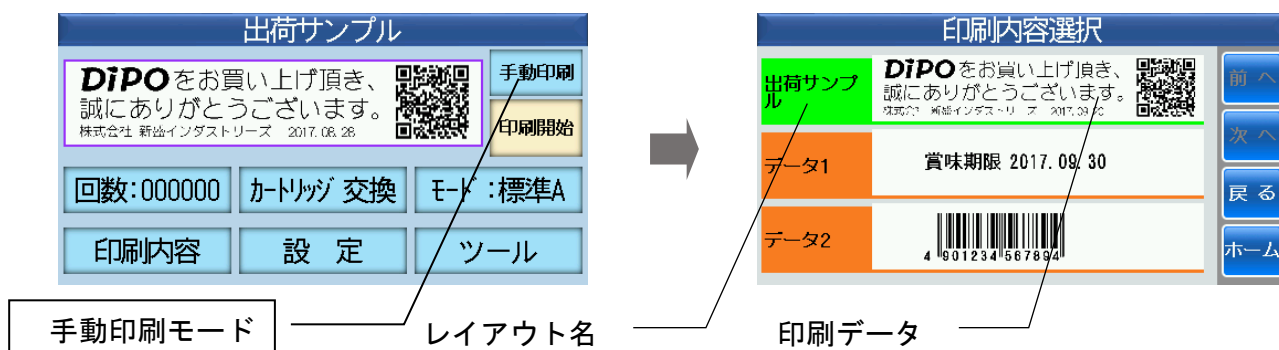 出荷サンプル
DiPOをお買い上げ頂き、
誠にありがとうございます。
株式会社 新盛インダストリーズ 2017.08.28
手動印刷
印刷開始
回数:000000
カートリッジ 交換
モード:標準A
印刷内容
設 定
ツール
手動印刷モード
印刷内容選択
出荷サンプ
ル
DiPOをお買い上げ頂き、
誠にありがとうございます。
データ1
賞味期限 2017.09.30
データ2
4 901234 567894
前 へ
次 へ
戻 る
ホーム
レイアウト名
印刷データ